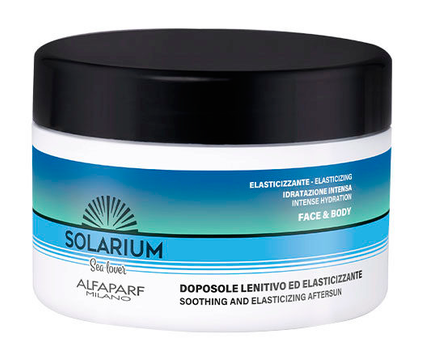 ELASTICIZZANTE - ELASTICIZING
IDRATAZIONE INTENSA
INTENSE HYDRATION
FACE & BODY
SOLARIUM
Sea lover
ALFAPARF
MILANO
DOPOSOLE LENITIVO ED ELASTICIZZANTE
SOOTHING AND ELASTICIZING AFTERSUN